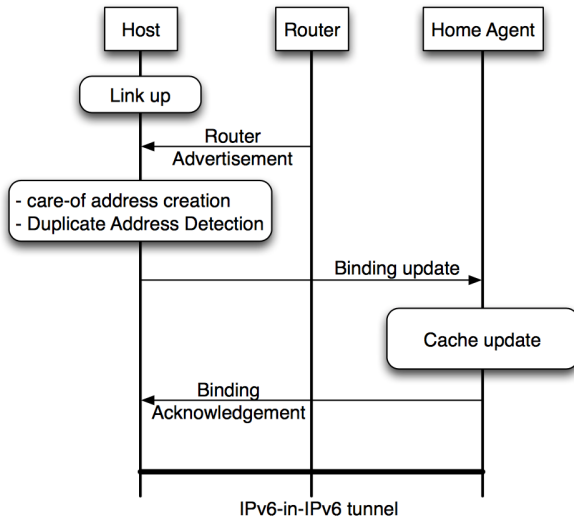 Host
Router
Home Agent
Link up
Router
Advertisement
- care-of address creation
- Duplicate Address Detection
Binding update
Cache update
Binding
Acknowledgement
IPv6-in-IPv6 tunnel